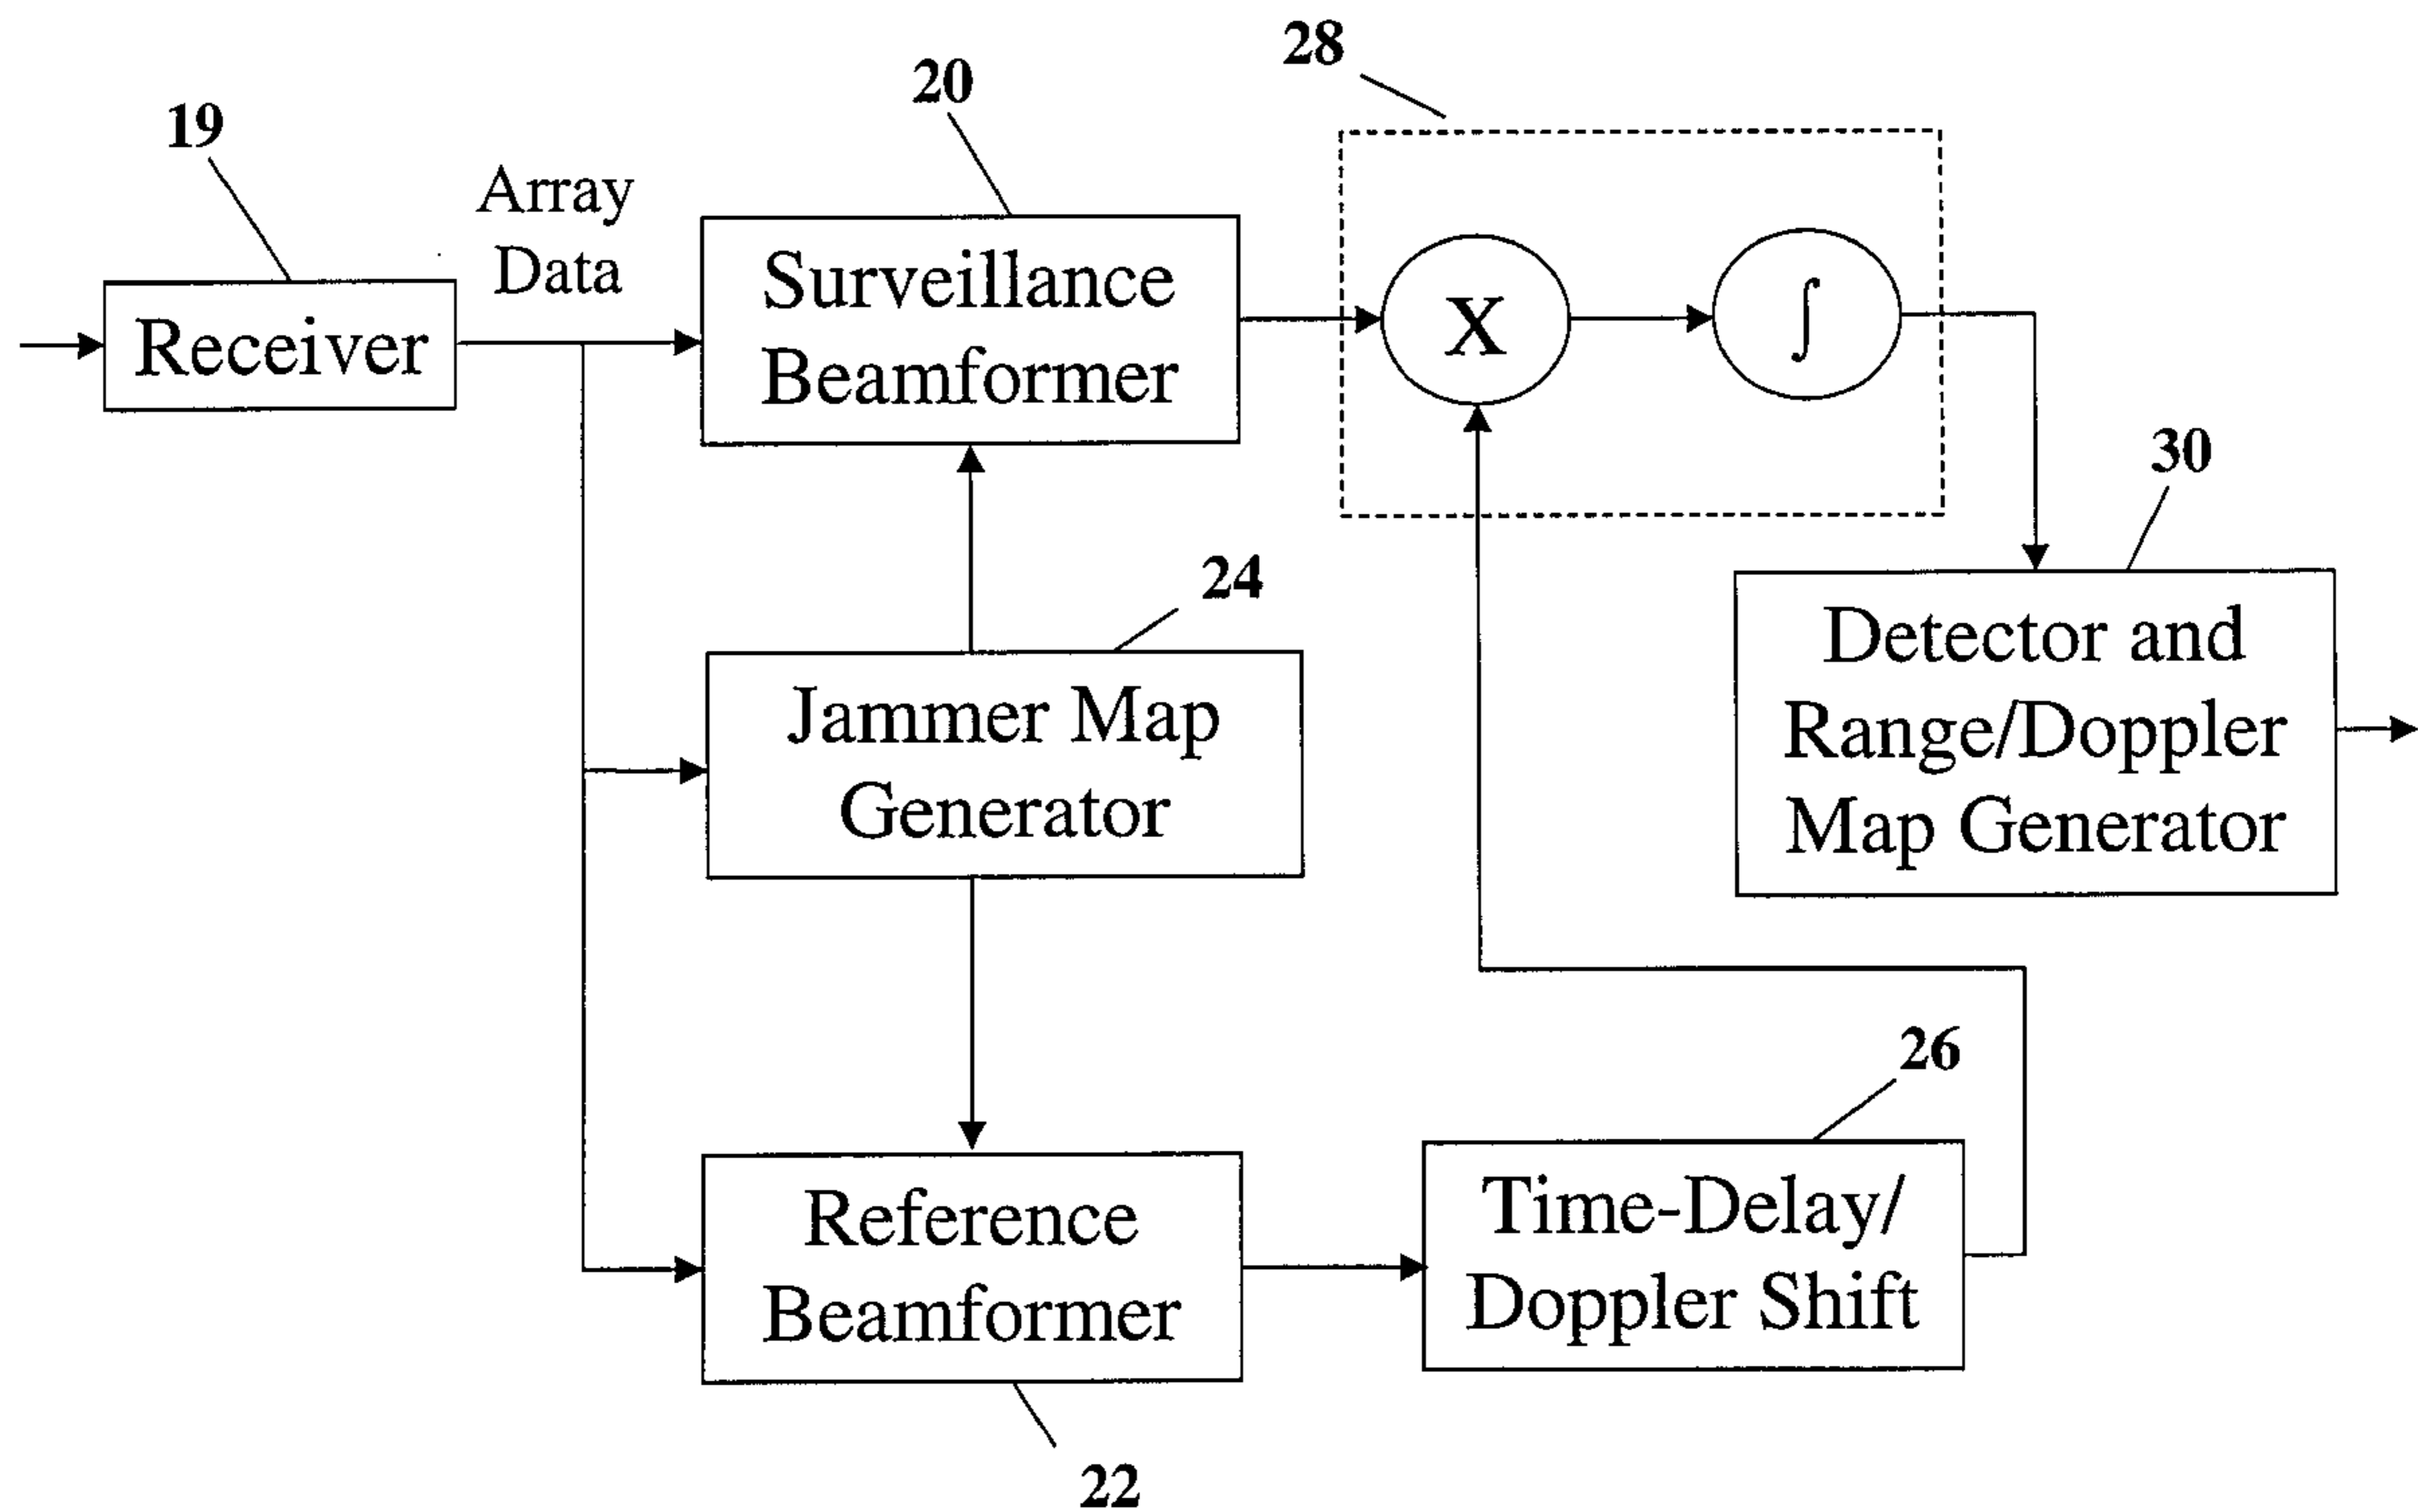 28
20
19
Array
Data
Surveillance
Beamformer
Receiver
X
∫
30
24
Detector and
Range/Doppler
Map Generator
Jammer Map
Generator
26
Reference
Beamformer
Time-Delay/
Doppler Shift
22